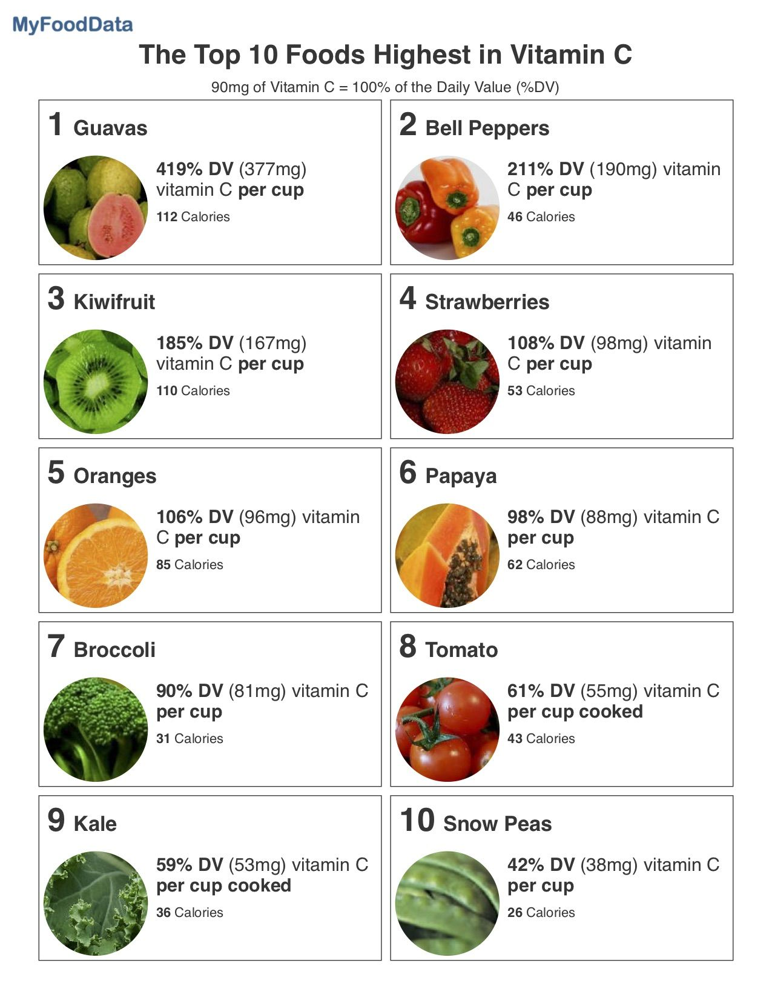 MyFoodData
The Top 10 Foods Highest in Vitamin C
90mg of Vitamin C = 100% of the Daily Value (%DV)
1 Guavas
419% DV (377mg)
vitamin C per cup
112 Calories
2 Bell Peppers
211% DV (190mg) vitamin
C per cup
46 Calories
3 Kiwifruit
185% DV (167mg)
vitamin C per cup
110 Calories
4 Strawberries
108% DV (98mg) vitamin
C per cup
53 Calories
5 Oranges
106% DV (96mg) vitamin
C per cup
85 Calories
6 Papaya
98% DV (88mg) vitamin C
per cup
62 Calories
7 Broccoli
90% DV (81mg) vitamin C
per cup
31 Calories
8 Tomato
61% DV (55mg) vitamin C
per cup cooked
43 Calories
9 Kale
59% DV (53mg) vitamin C
per cup cooked
36 Calories
10 Snow Peas
42% DV (38mg) vitamin C
per cup
26 Calories